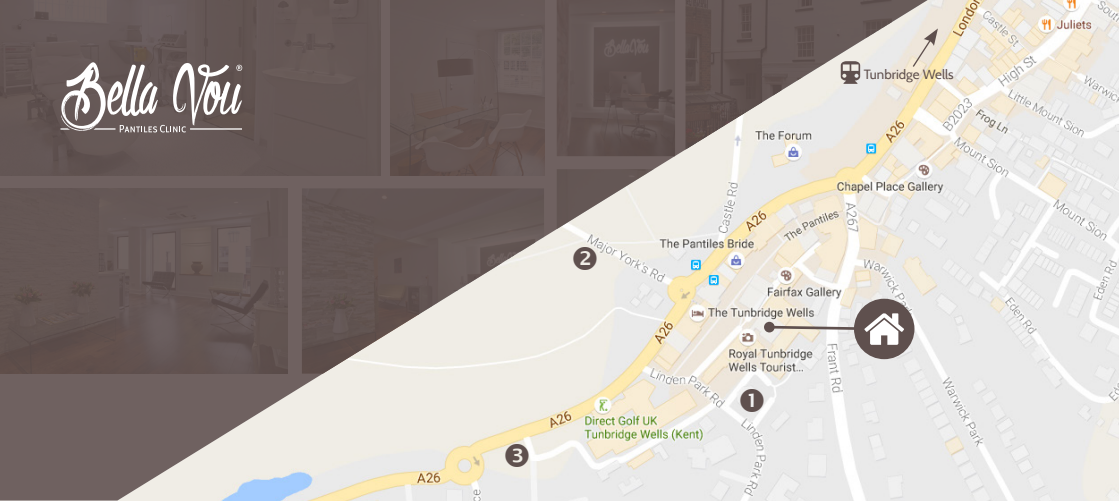 Bella Vou®
PANTILES CLINIC
Bella Vou
London
Castle St
Juliets
Tunbridge Wells
High St
B2023
Little Mount Sion
Frog Ln
Warwick
A26
Mount Sion
The Forum
Chapel Place Gallery
Castle Rd
A26
The Pantiles
A267
Mount Sion
Major York's Rd
2
The Pantiles Bride
Fairfax Gallery
Warwick Park
Eden Rd
Eden Rd
The Tunbridge Wells
A26
Royal Tunbridge
Wells Tourist...
Frant Rd
Linden Park Rd
1
Warwick Park
Direct Golf UK
Tunbridge Wells (Kent)
A26
3
Linden Park Rd
A26